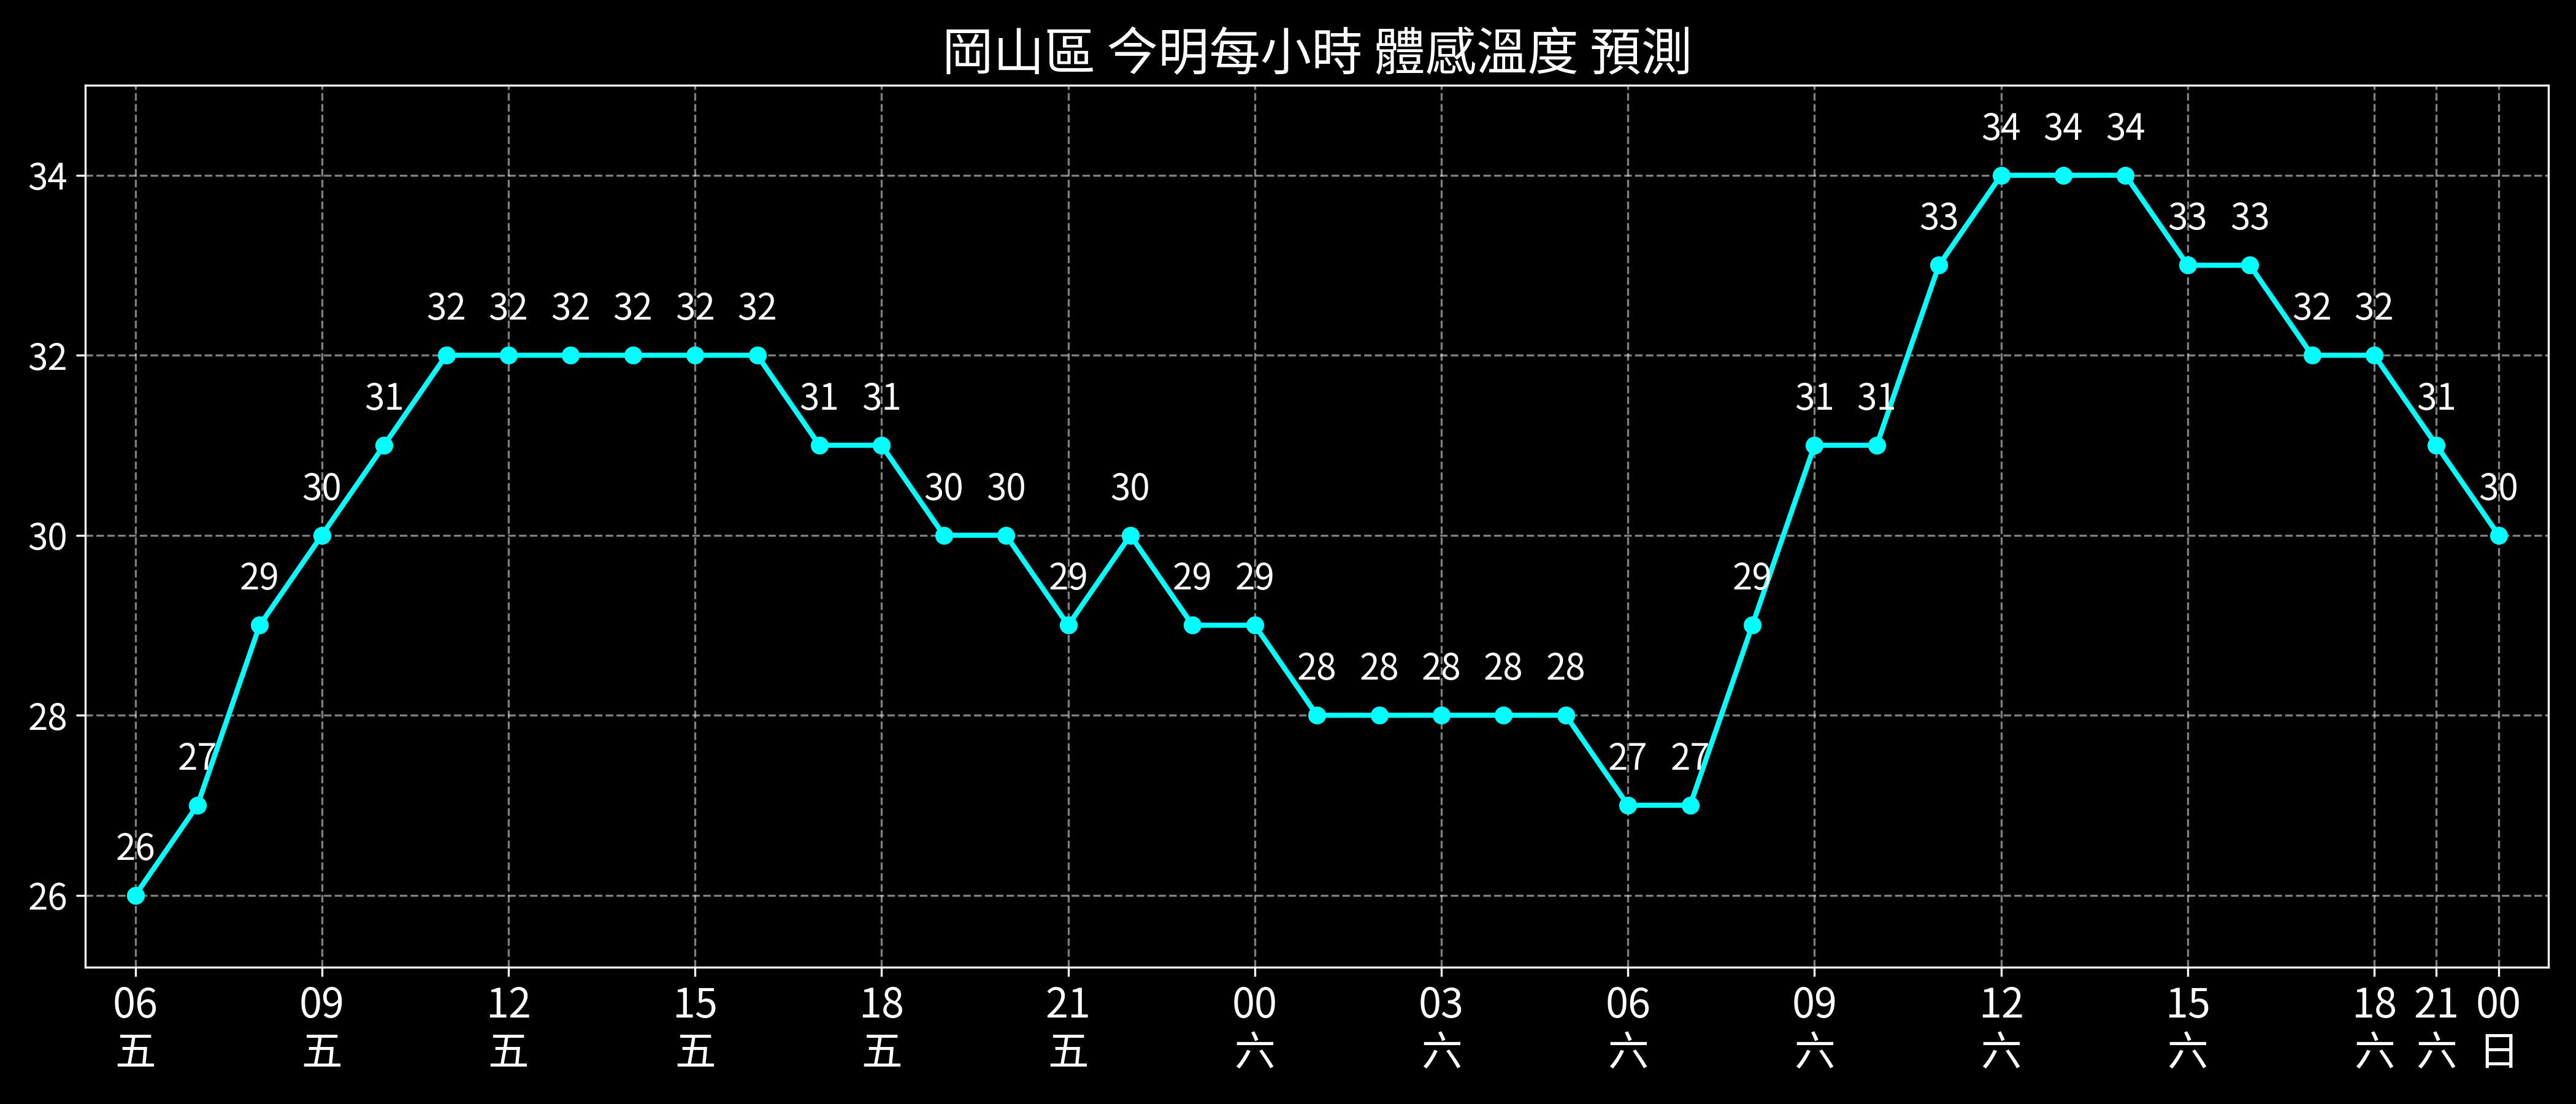 岡山區 今明每小時 體感溫度 預測
34 34 34
34
33 33 33
32 32 32 32 32 32 32 32
32
31 31 31 31 31 31
30 30 30 30 30
30
29 29 29 29 29
28 28 28 28 28
28
27 27 27
26
26
06 09 12 15 18 21 00 03 06 09 12 15 18 21 00
五 五 五 五 五 五 六 六 六 六 六 六 六 六 日